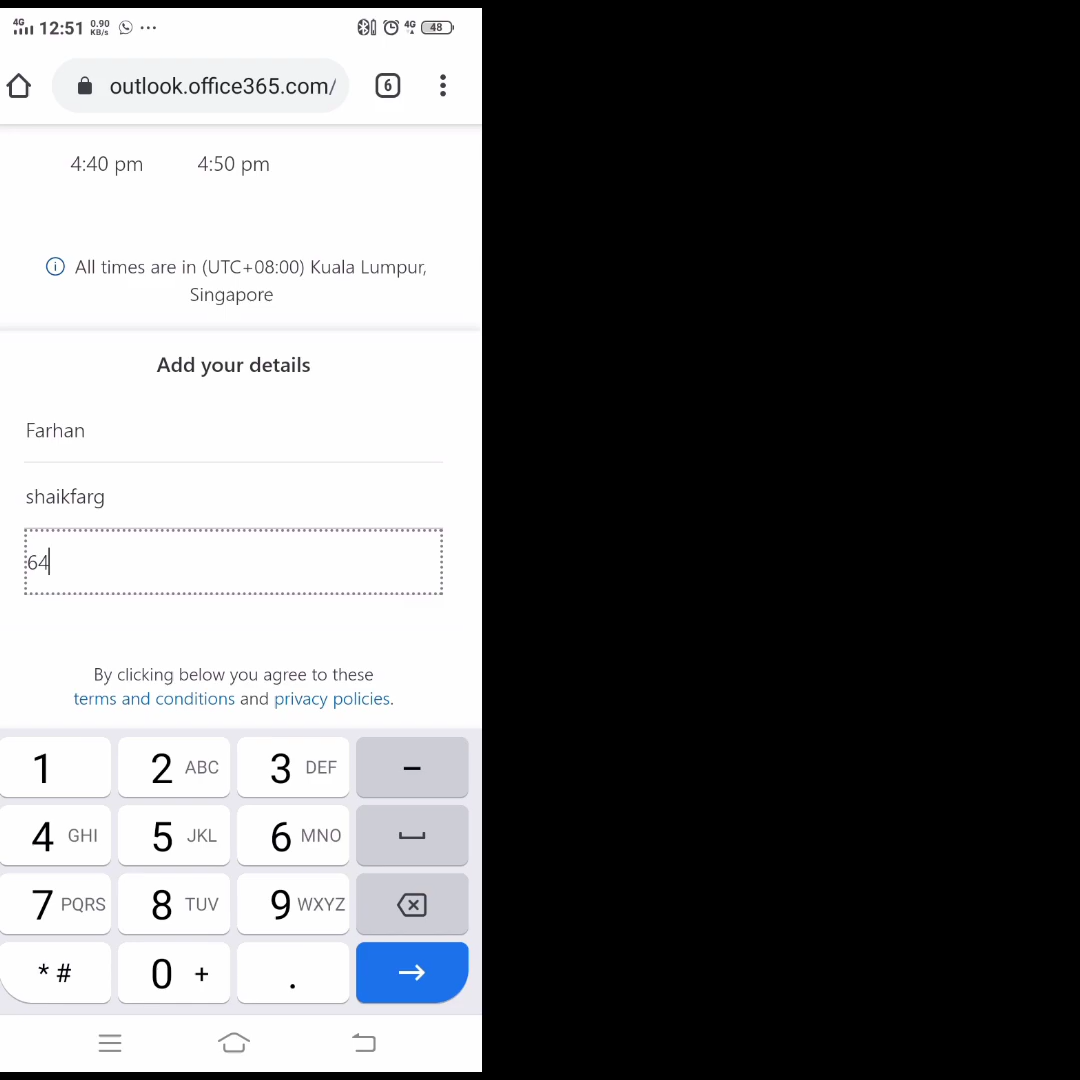 4G 12:51 0.90 KB/s ... 4G 48
outlook.office365.com/ 6
4:40 pm 4:50 pm
All times are in (UTC+08:00) Kuala Lumpur,
Singapore
Add your details
Farhan
shaikfarg
64
By clicking below you agree to these
terms and conditions and privacy policies.
1 2 ABC 3 DEF –
4 GHI 5 JKL 6 MNO
7 PQRS 8 TUV 9 WXYZ
* # 0 + .